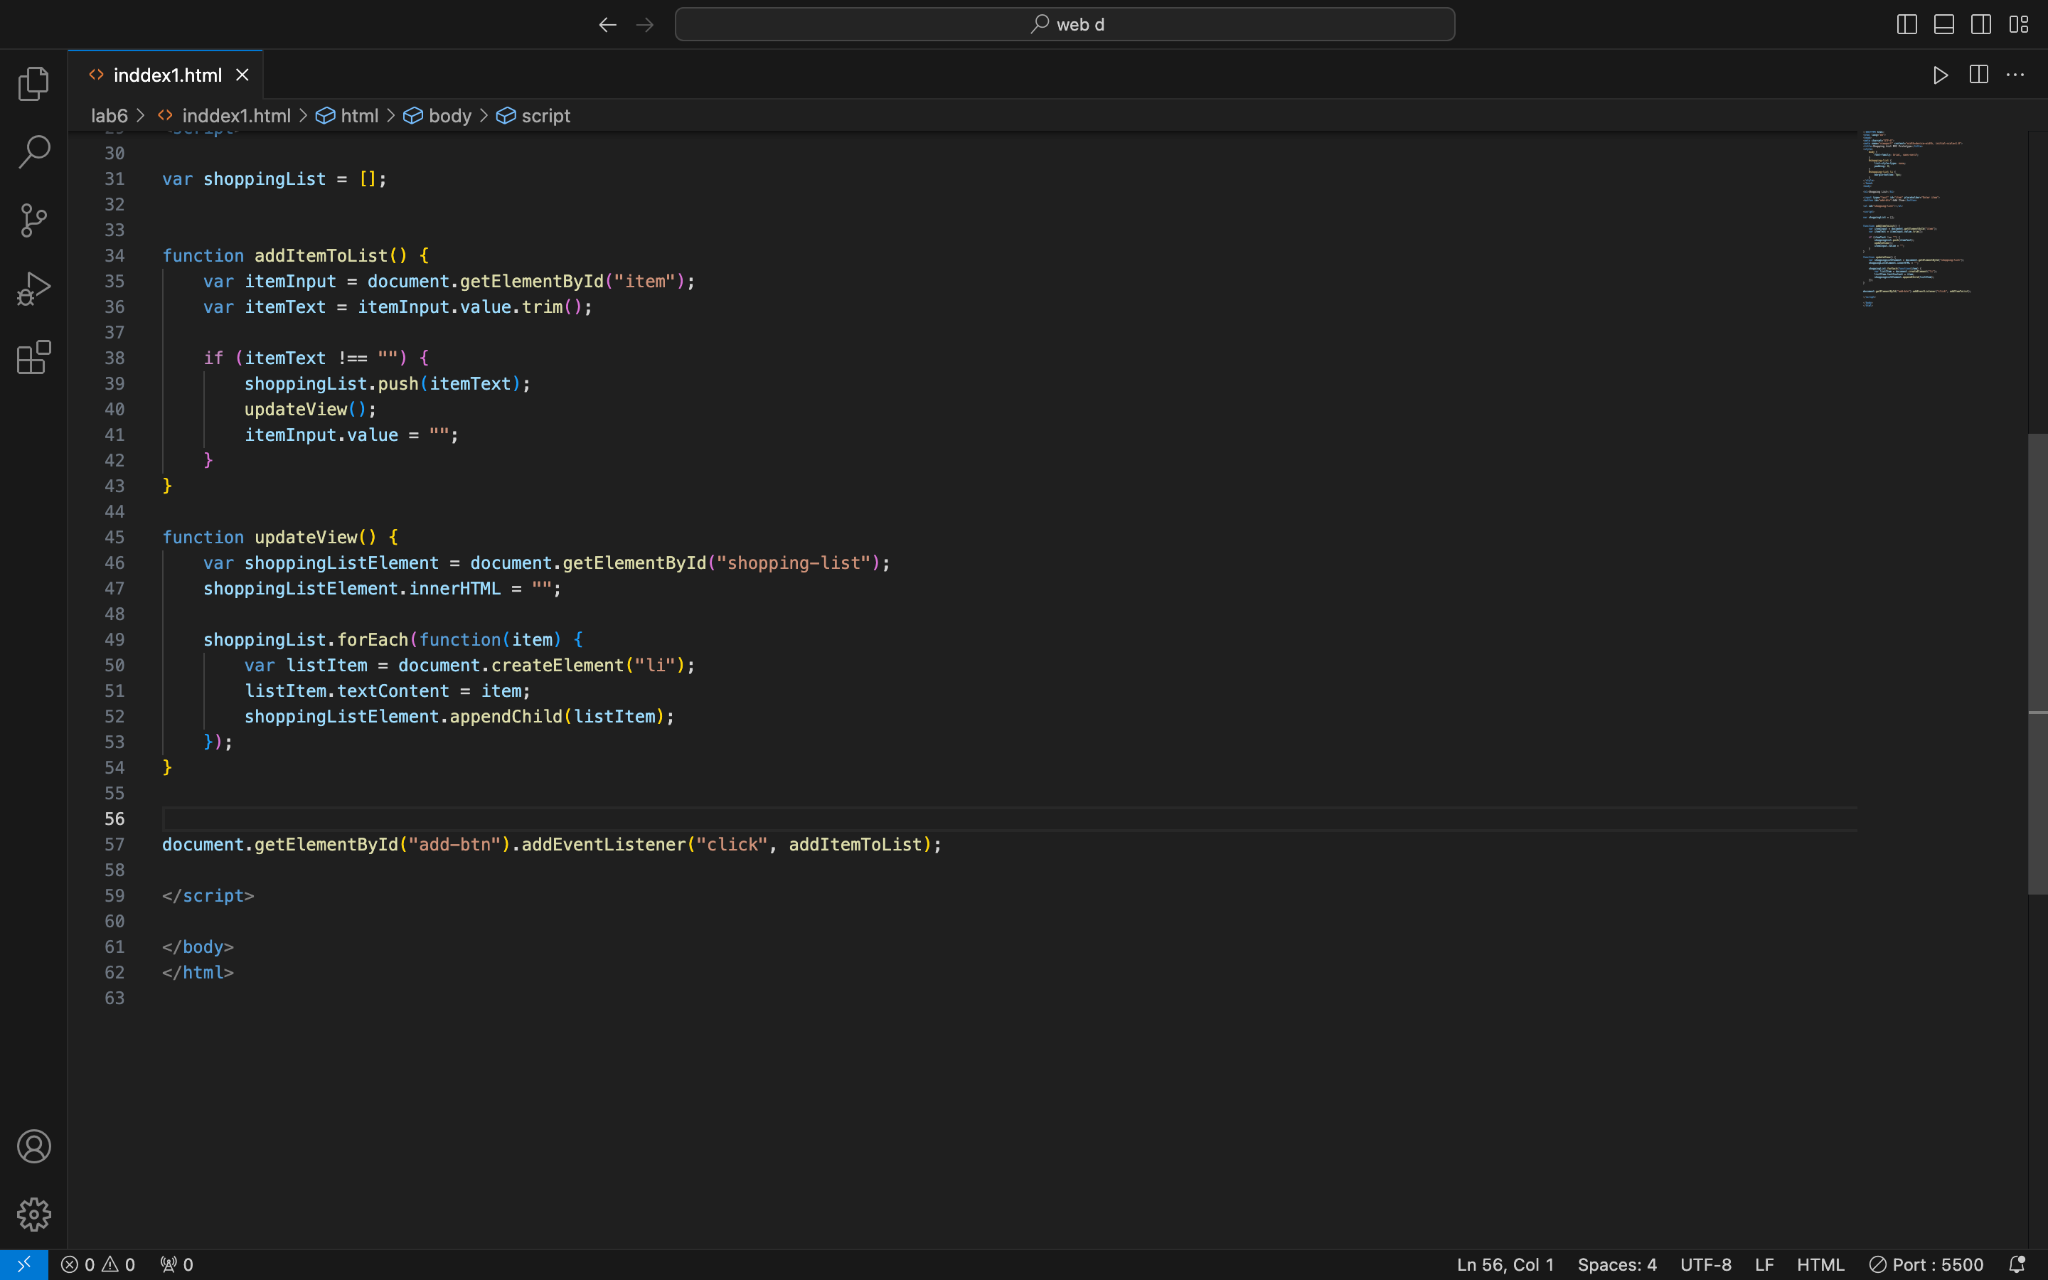 web d
inddex1.html
lab6 > inddex1.html > html > body > script
29 <script>
30
31 var shoppingList = [];
32
33
34 function addItemToList() {
35 var itemInput = document.getElementById("item");
36 var itemText = itemInput.value.trim();
37
38 if (itemText !== "") {
39 shoppingList.push(itemText);
40 updateView();
41 itemInput.value = "";
42 }
43 }
44
45 function updateView() {
46 var shoppingListElement = document.getElementById("shopping-list");
47 shoppingListElement.innerHTML = "";
48
49 shoppingList.forEach(function(item) {
50 var listItem = document.createElement("li");
51 listItem.textContent = item;
52 shoppingListElement.appendChild(listItem);
53 });
54 }
55
56
57 document.getElementById("add-btn").addEventListener("click", addItemToList);
58
59 </script>
60
61 </body>
62 </html>
63
0 0 0 Ln 56, Col 1 Spaces: 4 UTF-8 LF HTML Port : 5500